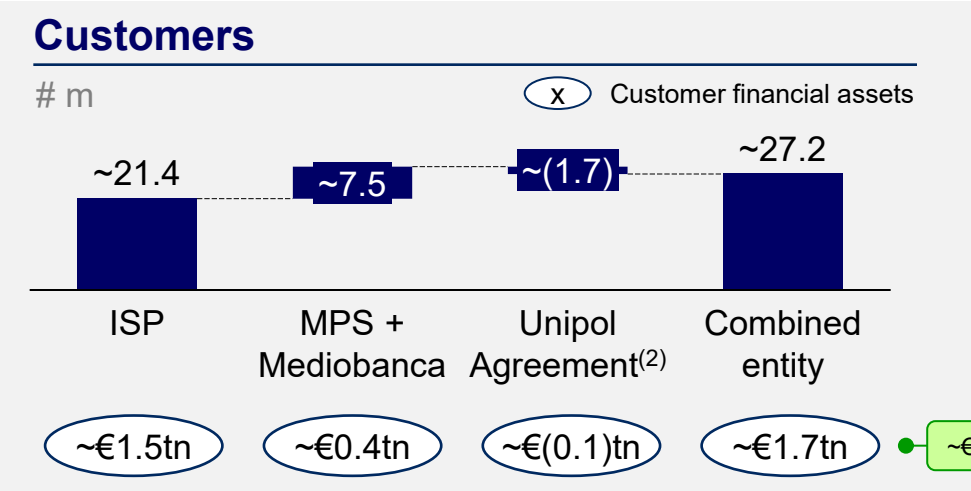 Customers
# m
x Customer financial assets
~21.4
~7.5
~(1.7)
~27.2
ISP
MPS +
Mediobanca
Unipol
Agreement(2)
Combined
entity
~€1.5tn
~€0.4tn
~€(0.1)tn
~€1.7tn
~€